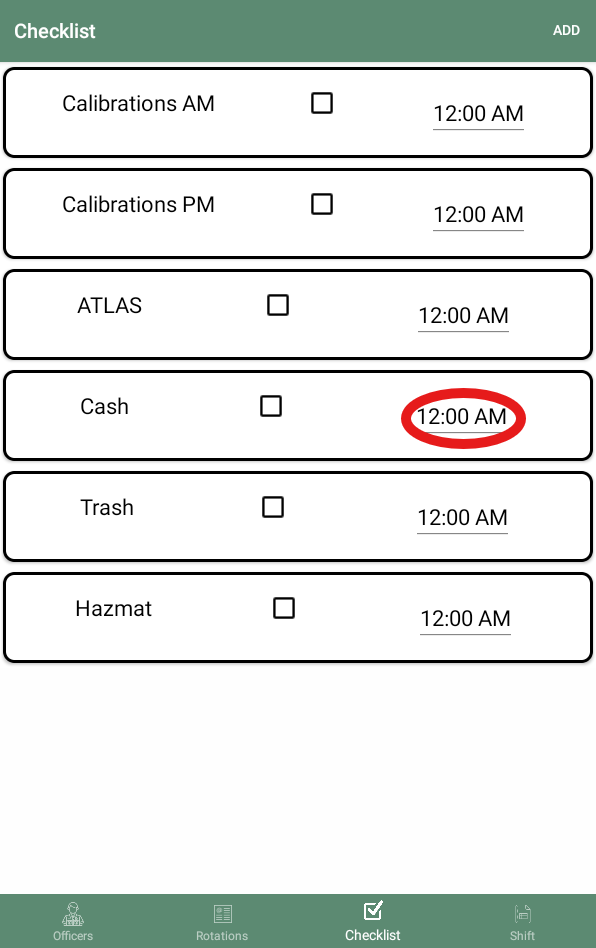 Checklist ADD
Calibrations AM 12:00 AM
Calibrations PM 12:00 AM
ATLAS 12:00 AM
Cash 12:00 AM
Trash 12:00 AM
Hazmat 12:00 AM
Officers Rotations Checklist Shift